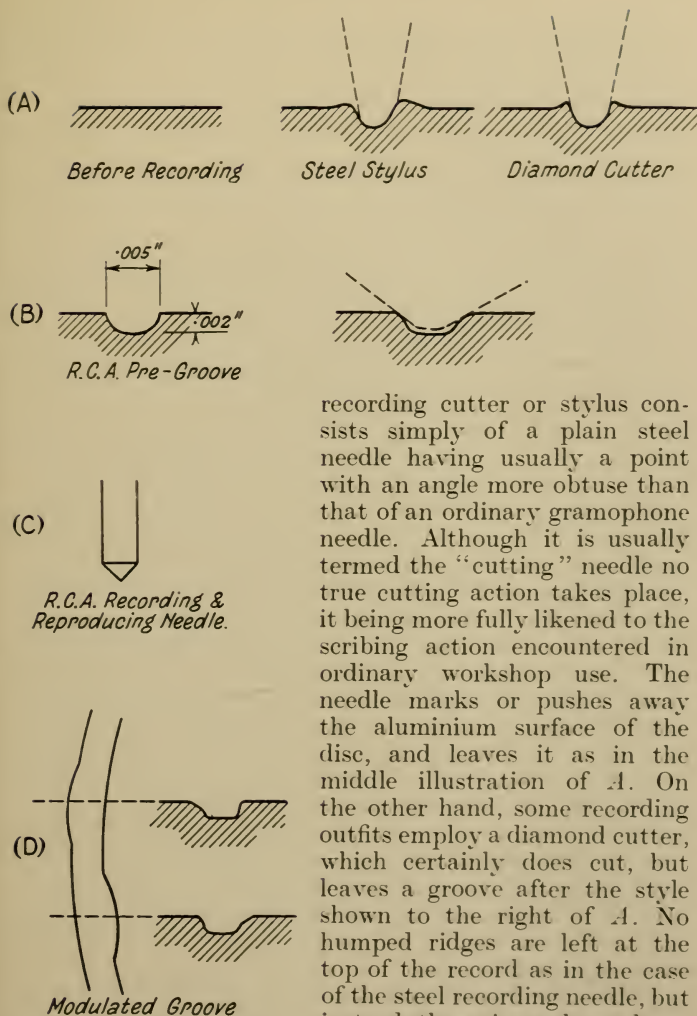 (A)
Before Recording
Steel Stylus
Diamond Cutter
.005"
(B)
.002"
R.C.A. Pre-Groove
(C)
R.C.A. Recording &
Reproducing Needle.
(D)
Modulated Groove
recording cutter or stylus con-
sists simply of a plain steel
needle having usually a point
with an angle more obtuse than
that of an ordinary gramophone
needle. Although it is usually
termed the “cutting” needle no
true cutting action takes place,
it being more fully likened to the
scribing action encountered in
ordinary workshop use. The
needle marks or pushes away
the aluminium surface of the
disc, and leaves it as in the
middle illustration of A. On
the other hand, some recording
outfits employ a diamond cutter,
which certainly does cut, but
leaves a groove after the style
shown to the right of A. No
humped ridges are left at the
top of the record as in the case
of the steel recording needle, but